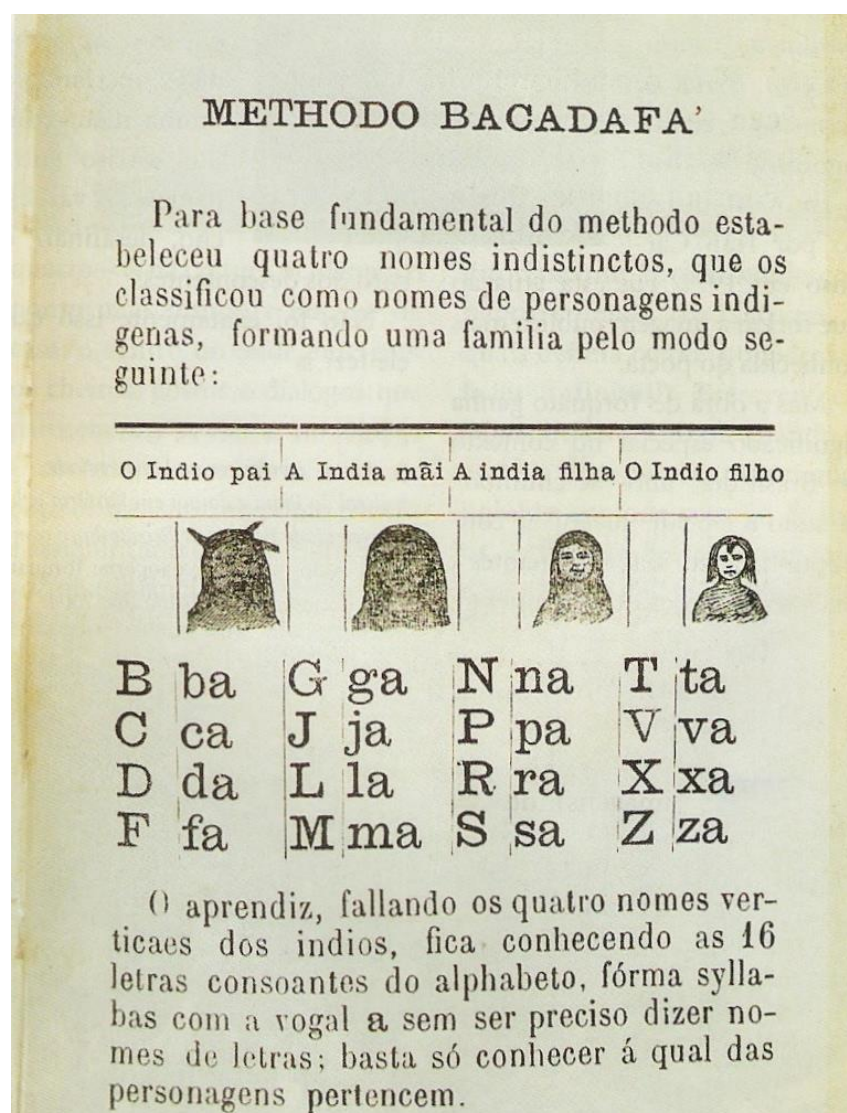 METHODO BACADAFA'
Para base fundamental do methodo esta-
beleceu quatro nomes indistinctos, que os
classificou como nomes de personagens indi-
genas, formando uma familia pelo modo se-
guinte:
O Indio pai A India mãi A india filha O Indio filho
B ba G ga N na T ta
C ca J ja P pa V va
D da L la R ra X xa
F fa M ma S sa Z za
O aprendiz, fallando os quatro nomes ver-
ticaes dos indios, fica conhecendo as 16
letras consoantes do alphabeto, fórma sylla-
bas com a vogal a sem ser preciso dizer no-
mes de letras; basta só conhecer á qual das
personagens pertencem.